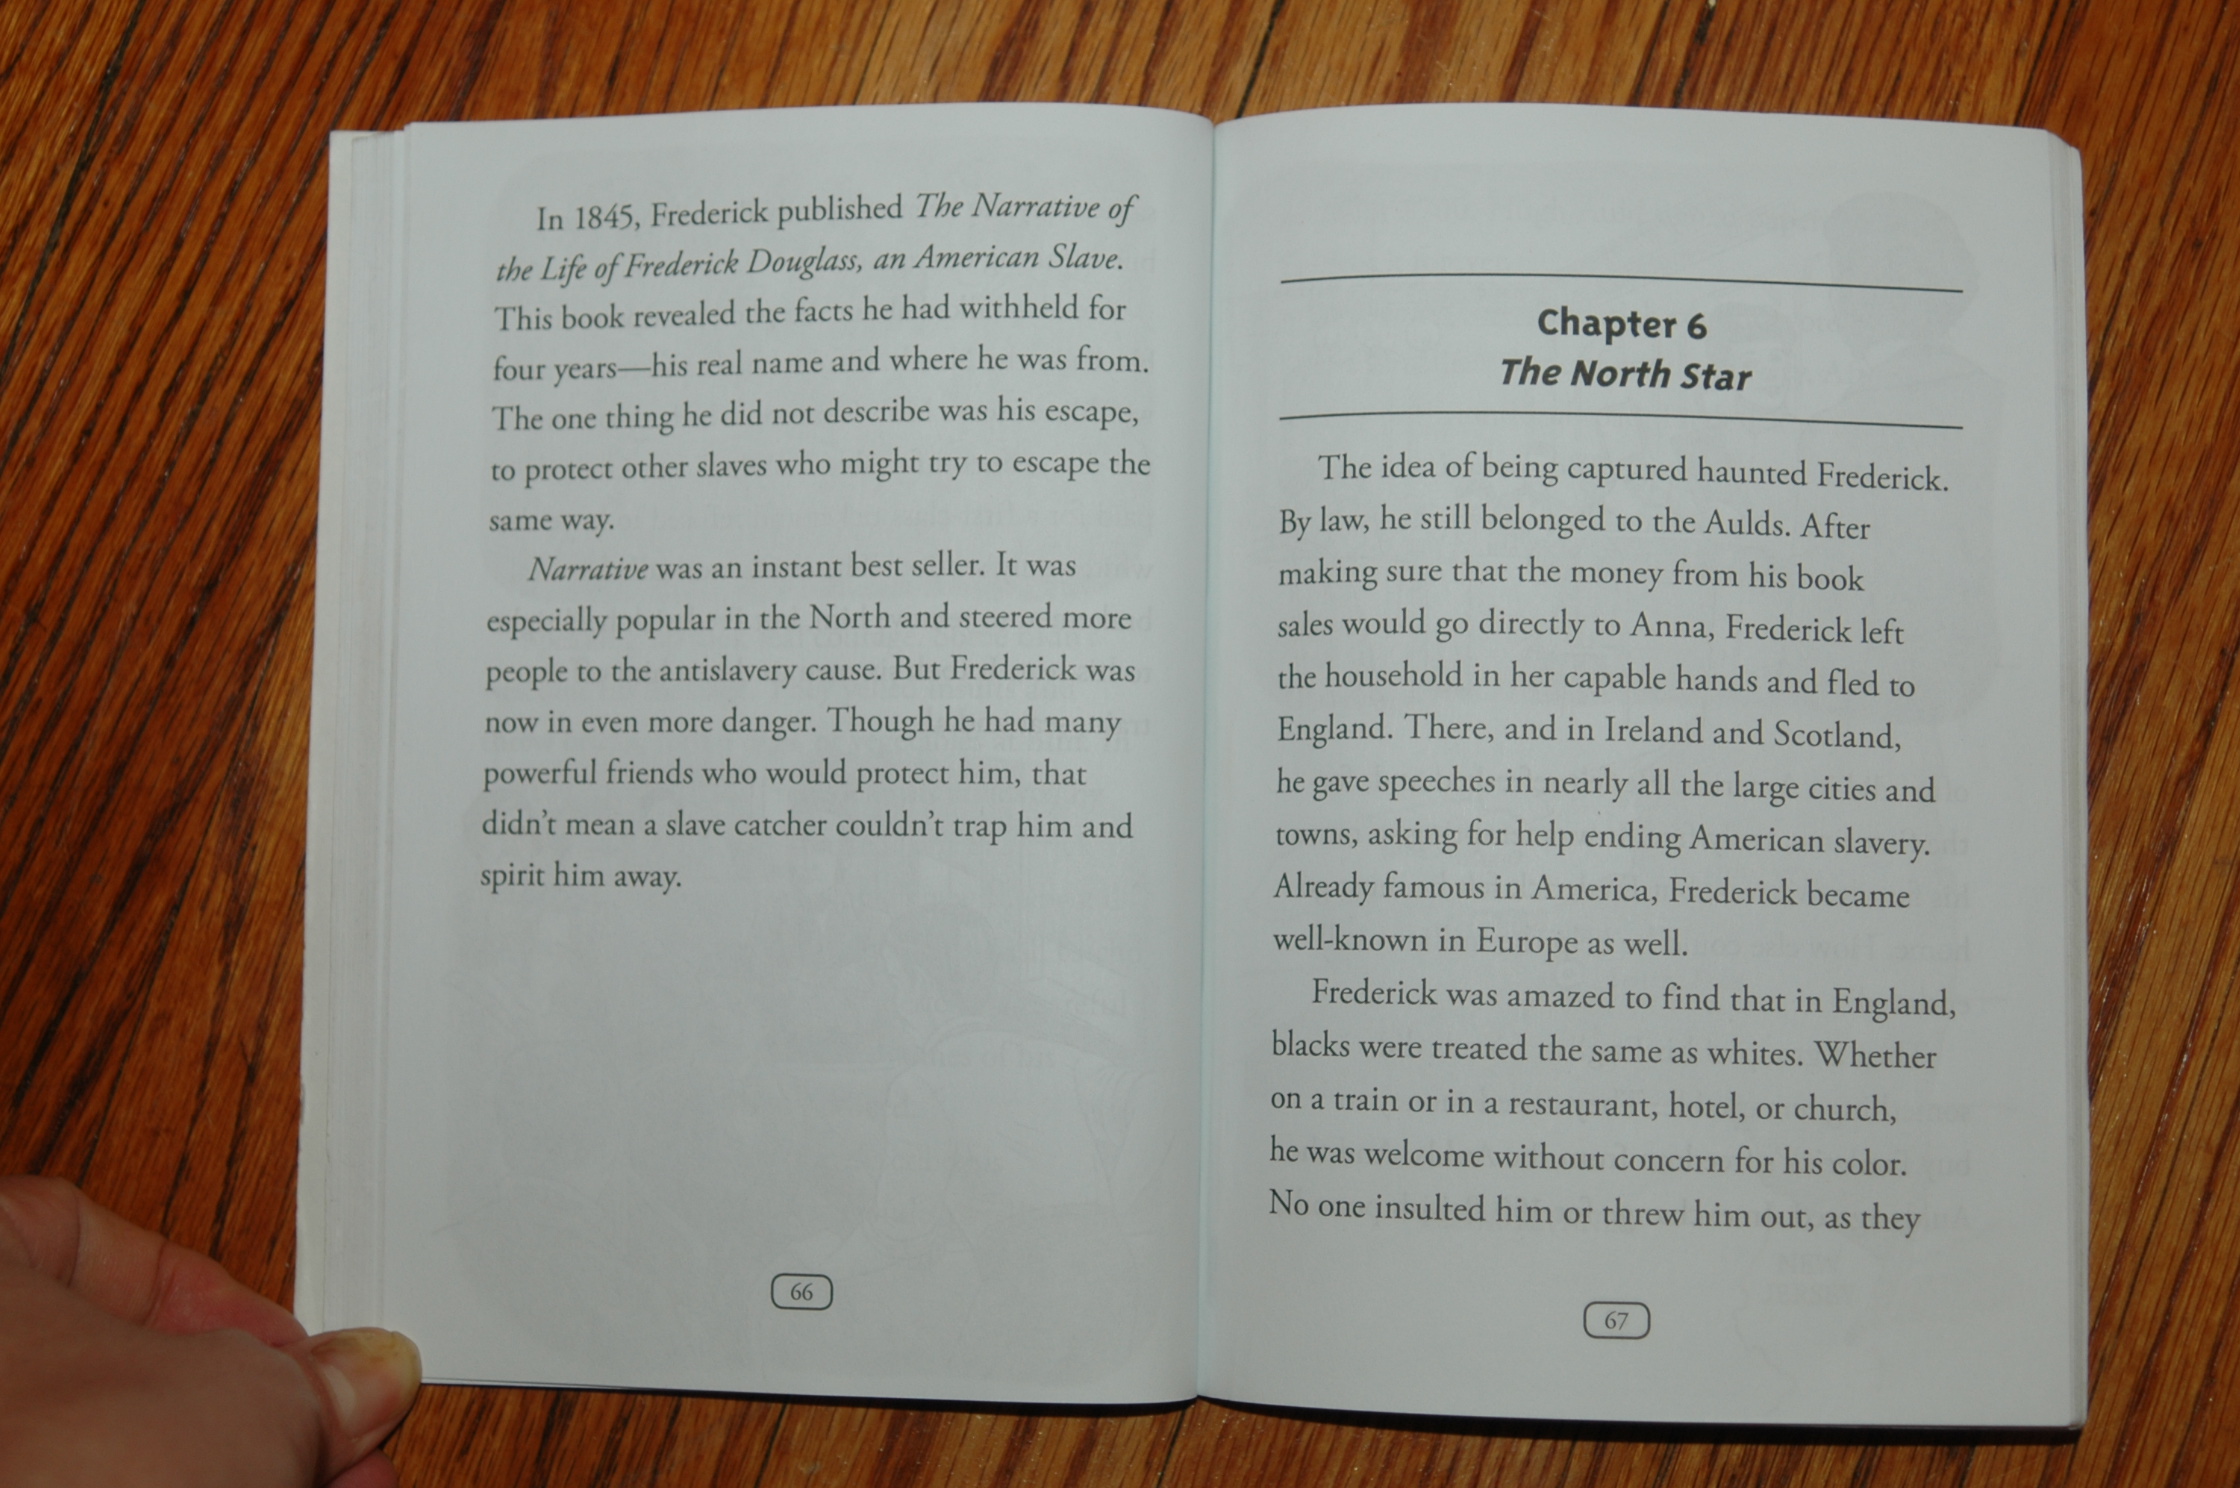 In 1845, Frederick published The Narrative of
the Life of Frederick Douglass, an American Slave.
This book revealed the facts he had withheld for
four years—his real name and where he was from.
The one thing he did not describe was his escape,
to protect other slaves who might try to escape the
same way.
Narrative was an instant best seller. It was
especially popular in the North and steered more
people to the antislavery cause. But Frederick was
now in even more danger. Though he had many
powerful friends who would protect him, that
didn't mean a slave catcher couldn't trap him and
spirit him away.
66
Chapter 6
The North Star
The idea of being captured haunted Frederick.
By law, he still belonged to the Aulds. After
making sure that the money from his book
sales would go directly to Anna, Frederick left
the household in her capable hands and fled to
England. There, and in Ireland and Scotland,
he gave speeches in nearly all the large cities and
towns, asking for help ending American slavery.
Already famous in America, Frederick became
well-known in Europe as well.
Frederick was amazed to find that in England,
blacks were treated the same as whites. Whether
on a train or in a restaurant, hotel, or church,
he was welcome without concern for his color.
No one insulted him or threw him out, as they
67